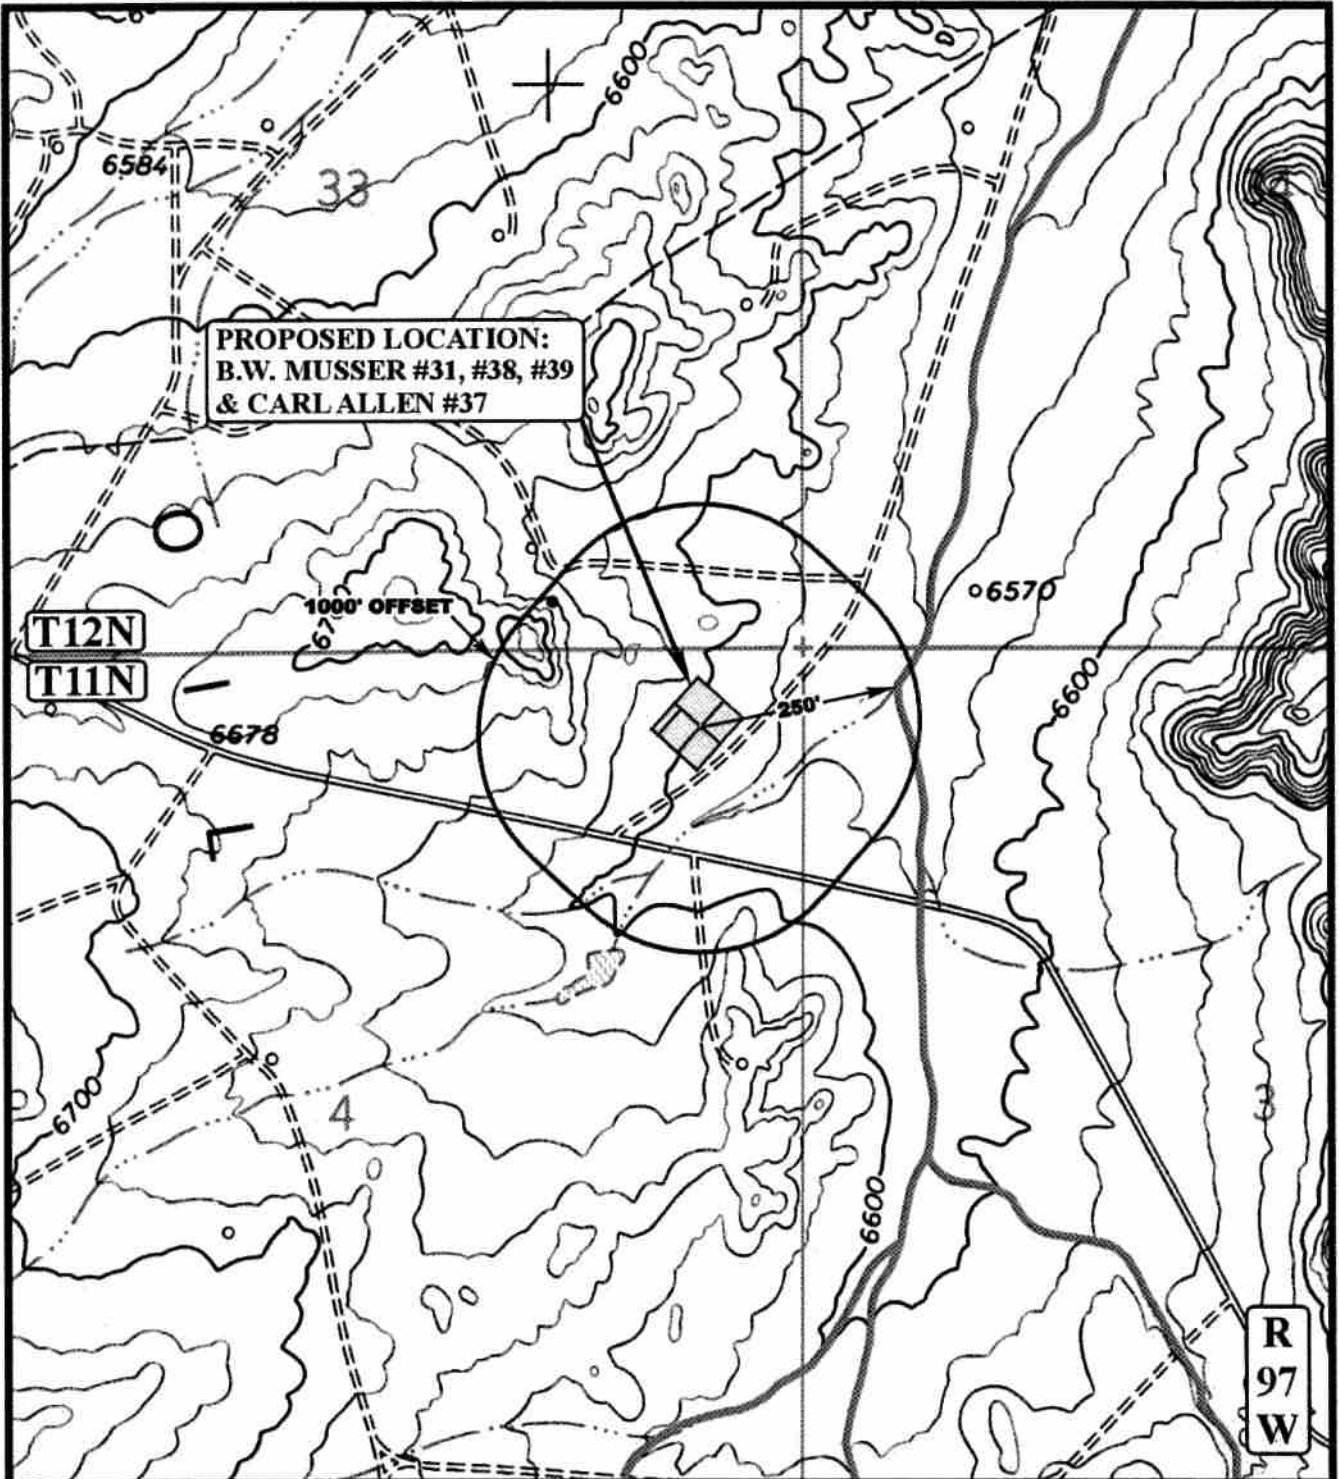 6600
6584
33
PROPOSED LOCATION:
B.W. MUSSER #31, #38, #39
& CARL ALLEN #37
6570
1000' OFFSET
T12N
T11N
6600
250'
6678
6700
4
3
6600
R
97
W